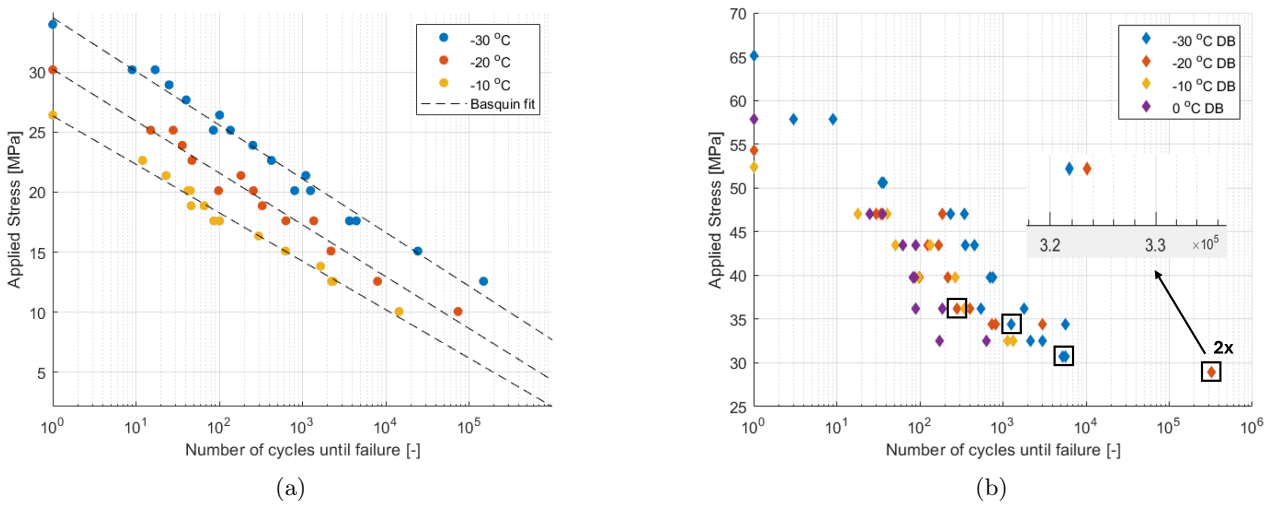 30
25
20
15
10
5
10^0
10^1
10^2
10^3
10^4
10^5
Applied Stress [MPa]
Number of cycles until failure [-]
-30 °C
-20 °C
-10 °C
Basquin fit
(a)
70
65
60
55
50
45
40
35
30
25
10^0
10^1
10^2
10^3
10^4
10^5
10^6
Applied Stress [MPa]
Number of cycles until failure [-]
-30 °C DB
-20 °C DB
-10 °C DB
0 °C DB
3.2
3.3
×10^5
2x
(b)